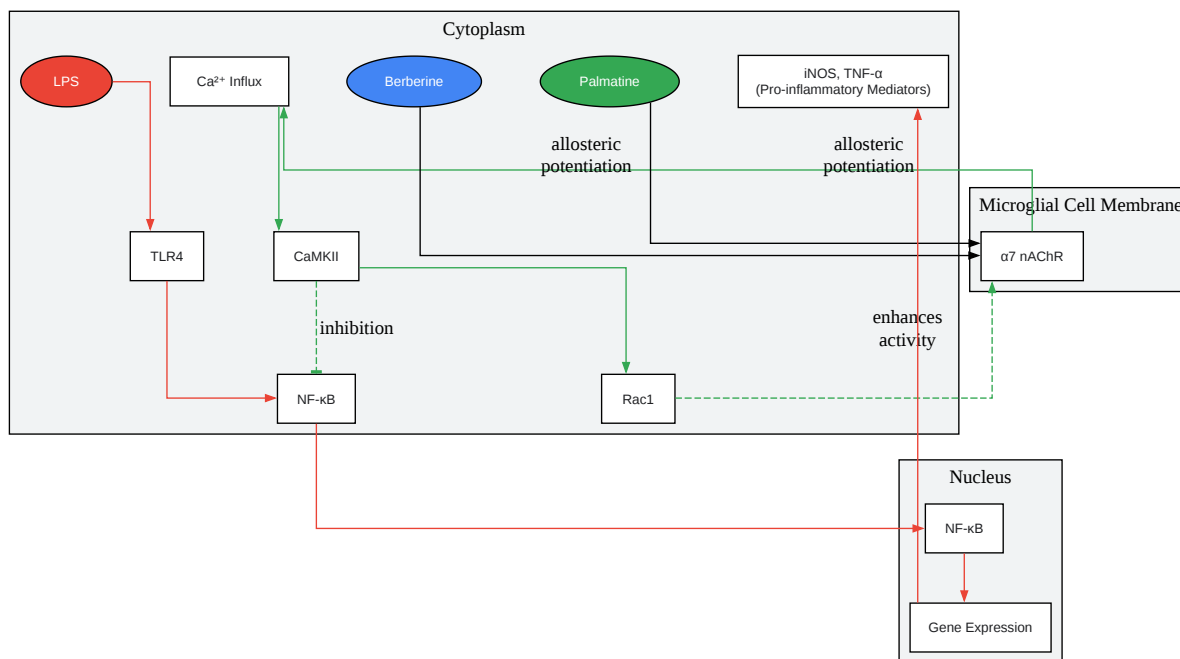 Cytoplasm
LPS
Ca²⁺ Influx
Berberine
Palmatine
iNOS, TNF-α
(Pro-inflammatory Mediators)
allosteric
potentiation
allosteric
potentiation
Microglial Cell Membrane
TLR4
CaMKII
α7 nAChR
inhibition
enhances
activity
NF-κB
Rac1
Nucleus
NF-κB
Gene Expression